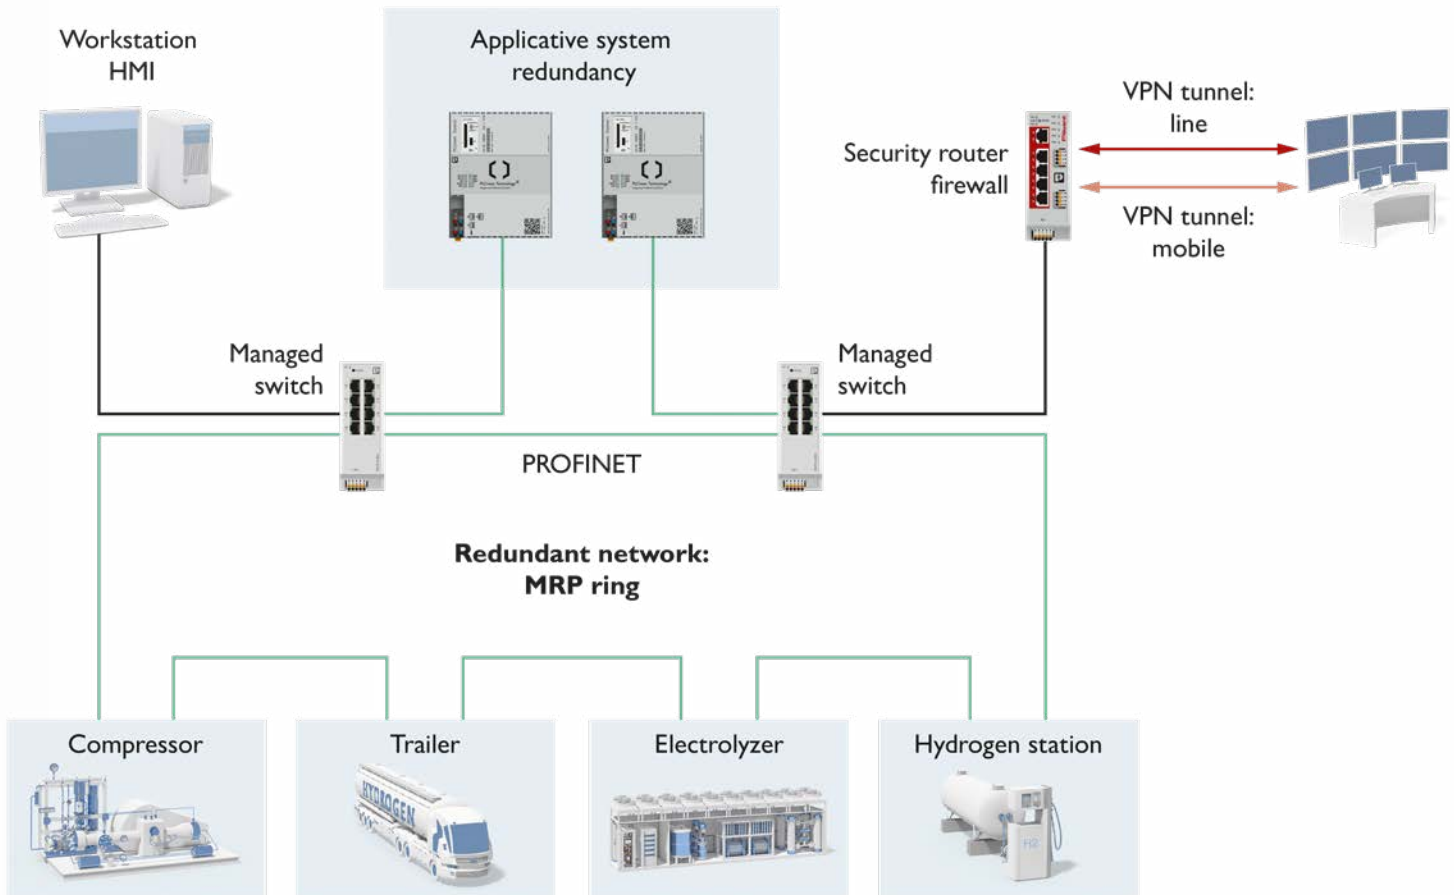 Workstation
HMI
Applicative system
redundancy
Security router
firewall
VPN tunnel:
line
VPN tunnel:
mobile
Managed
switch
Managed
switch
PROFINET
Redundant network:
MRP ring
Compressor
Trailer
Electrolyzer
Hydrogen station
HYDROGEN
H2